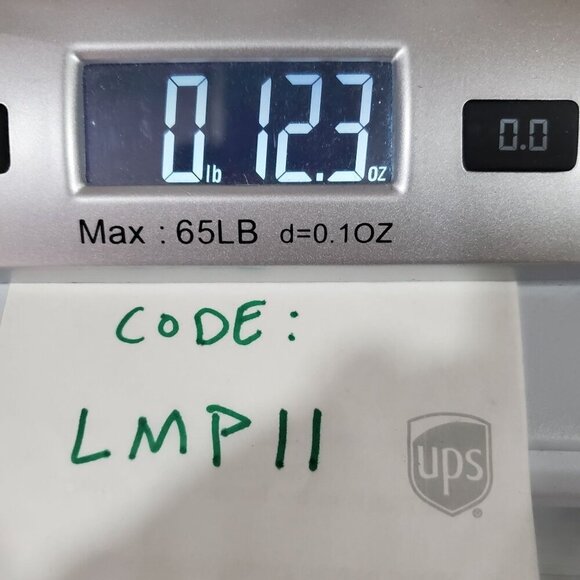 0 lb 12.3 oz
0.0
Max : 65LB d=0.1OZ
CODE:
LMP11
ups